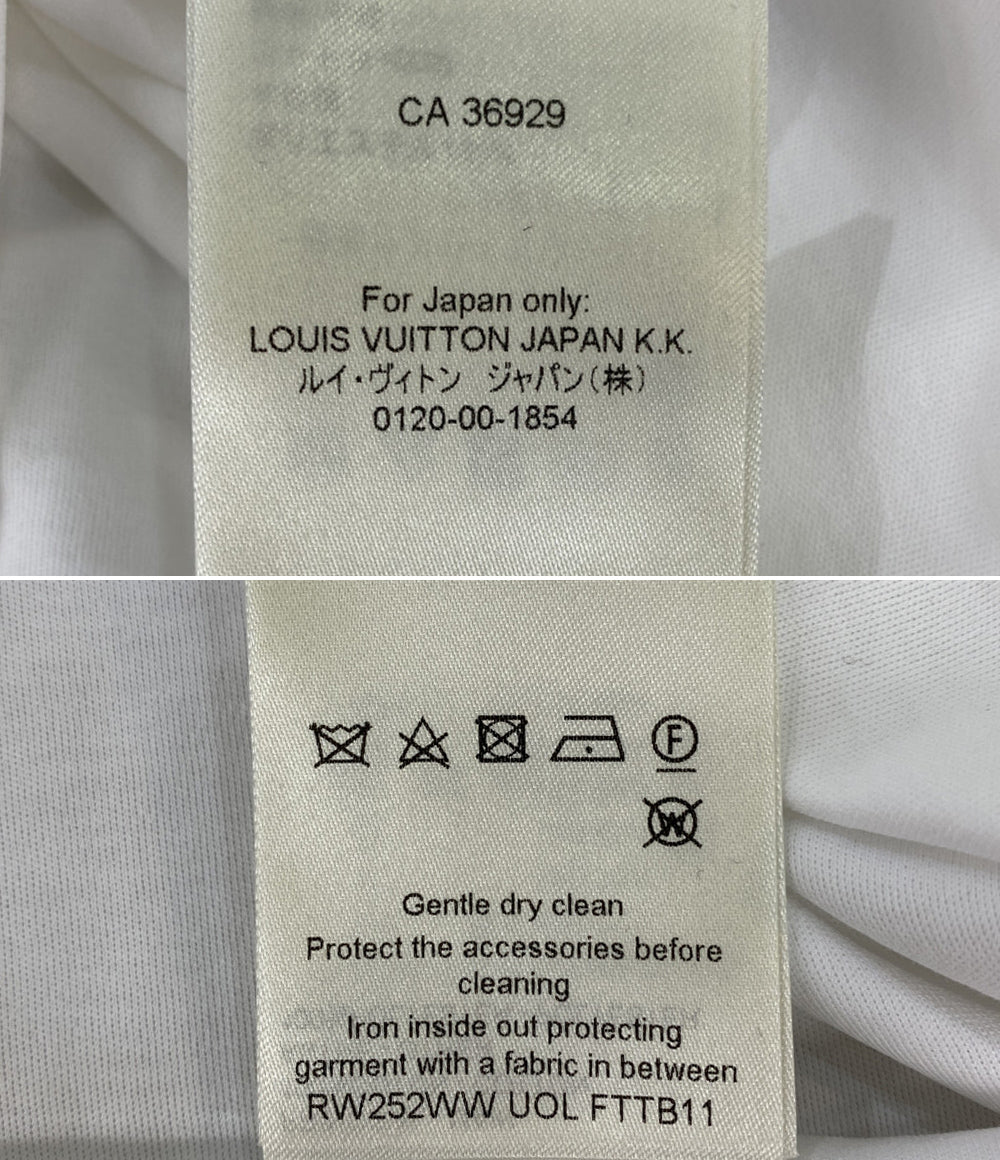 CA 36929
For Japan only:
LOUIS VUITTON JAPAN K.K.
ルイ・ヴィトン ジャパン(株)
0120-00-1854
F
W
Gentle dry clean
Protect the accessories before
cleaning
Iron inside out protecting
garment with a fabric in between
RW252WW UOL FTTB11